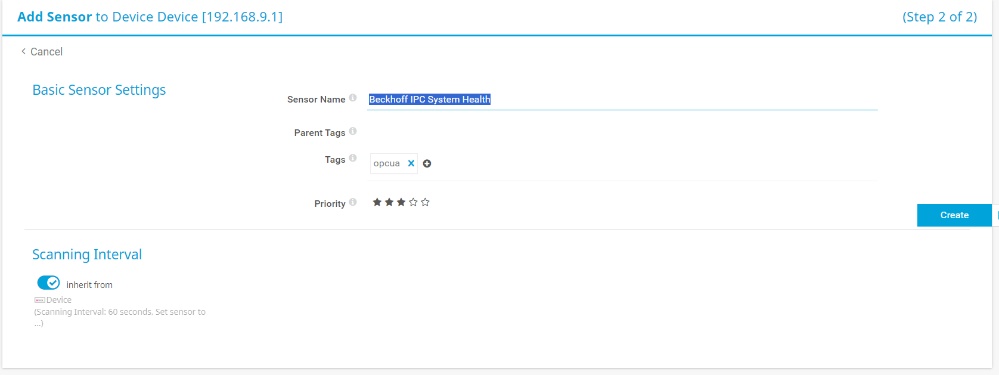 Add Sensor to Device Device [192.168.9.1]
(Step 2 of 2)
Cancel
Basic Sensor Settings
Sensor Name
Beckhoff IPC System Health
Parent Tags
Tags
opcua
Priority
Create
Scanning Interval
inherit from
Device
(Scanning Interval: 60 seconds, Set sensor to
...)